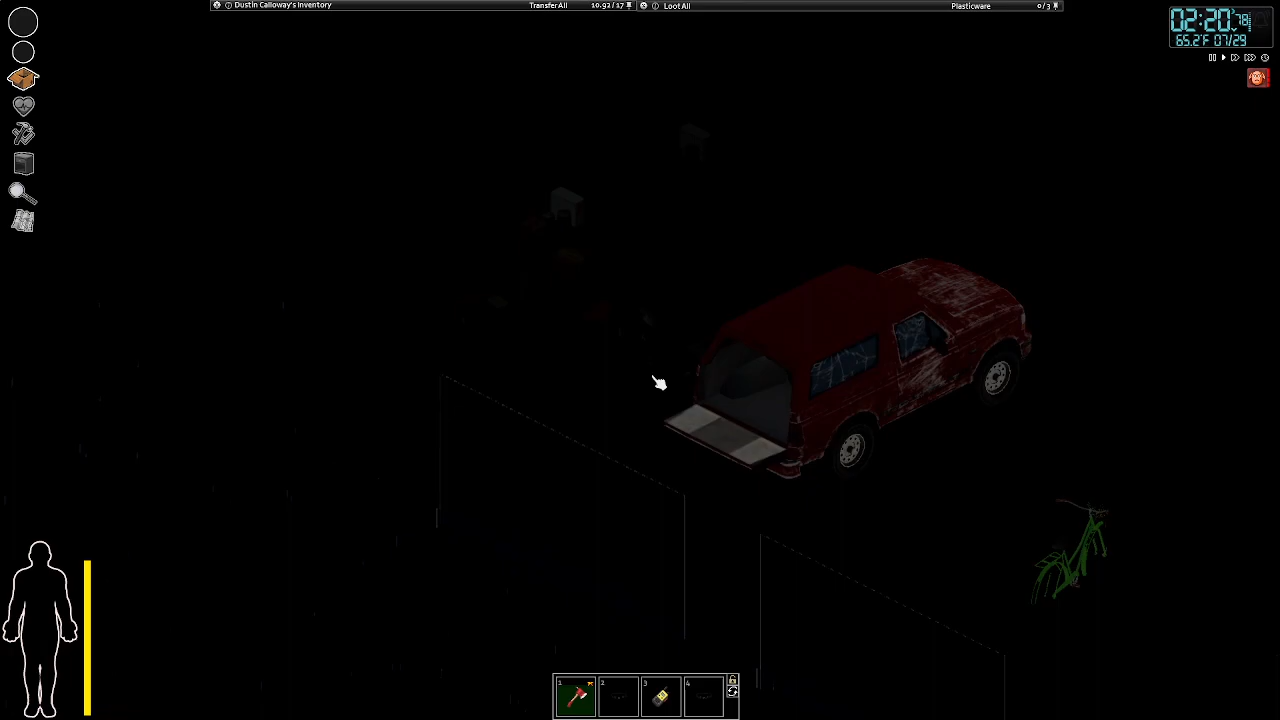 Dustin Calloway's Inventory Transfer All 10.92 / 17
Loot All Plasticware 0 / 3
02:20
65.2°F 07/29
1 2 3 4